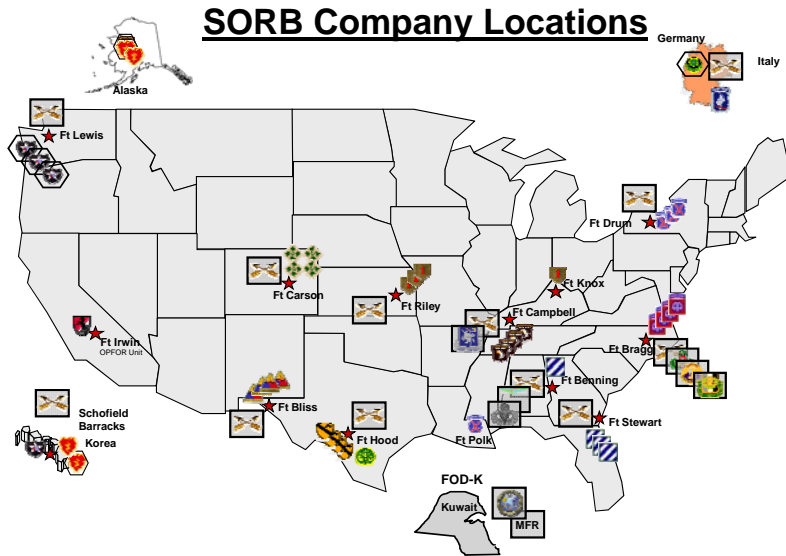 SORB Company Locations
Germany
Italy
Alaska
Ft Lewis
Ft Drum
Ft Carson
Ft Riley
Ft Knox
Ft Campbell
Ft Irwin
OPFOR Unit
Ft Bragg
Ft Benning
Ft Bliss
Schofield
Barracks
Ft Hood
Ft Polk
Ft Stewart
Korea
FOD-K
Kuwait
MFR